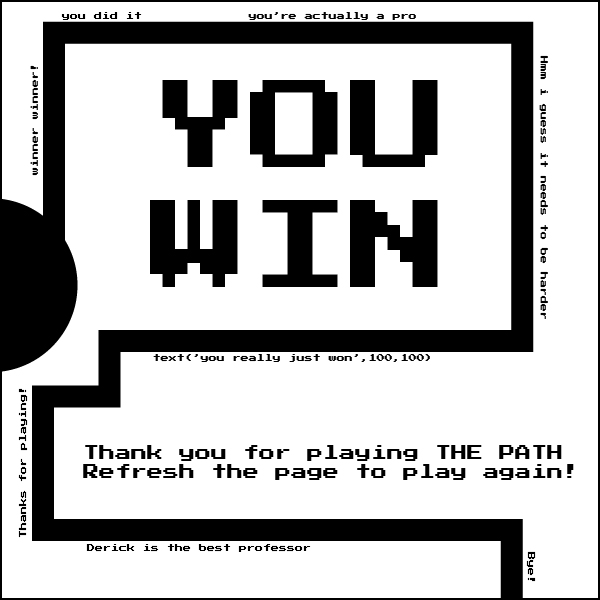 you did it
you're actually a pro
winner winner!
Hmm i guess it needs to be harder
YOU
WIN
text('you really just won',100,100)
Thanks for playing!
Thank you for playing THE PATH
Refresh the page to play again!
Derick is the best professor
Bye!